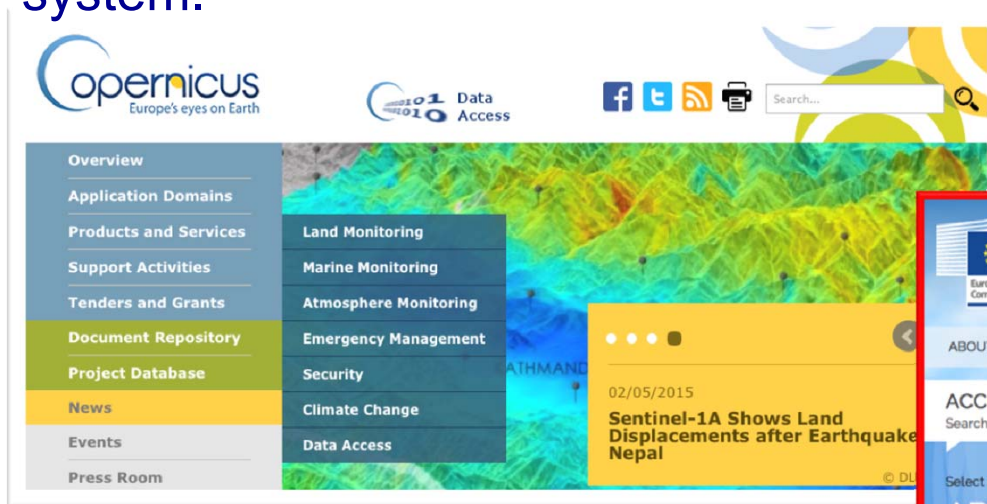 system.
Copernicus
Europe's eyes on Earth
Data
Access
Search...
Overview
Application Domains
Products and Services
Support Activities
Tenders and Grants
Document Repository
Project Database
News
Events
Press Room
Land Monitoring
Marine Monitoring
Atmosphere Monitoring
Emergency Management
Security
Climate Change
Data Access
ATHMAND
02/05/2015
Sentinel-1A Shows Land
Displacements after Earthquake
Nepal
© DL
Euro
Com
ABOU
ACC
Search
Select